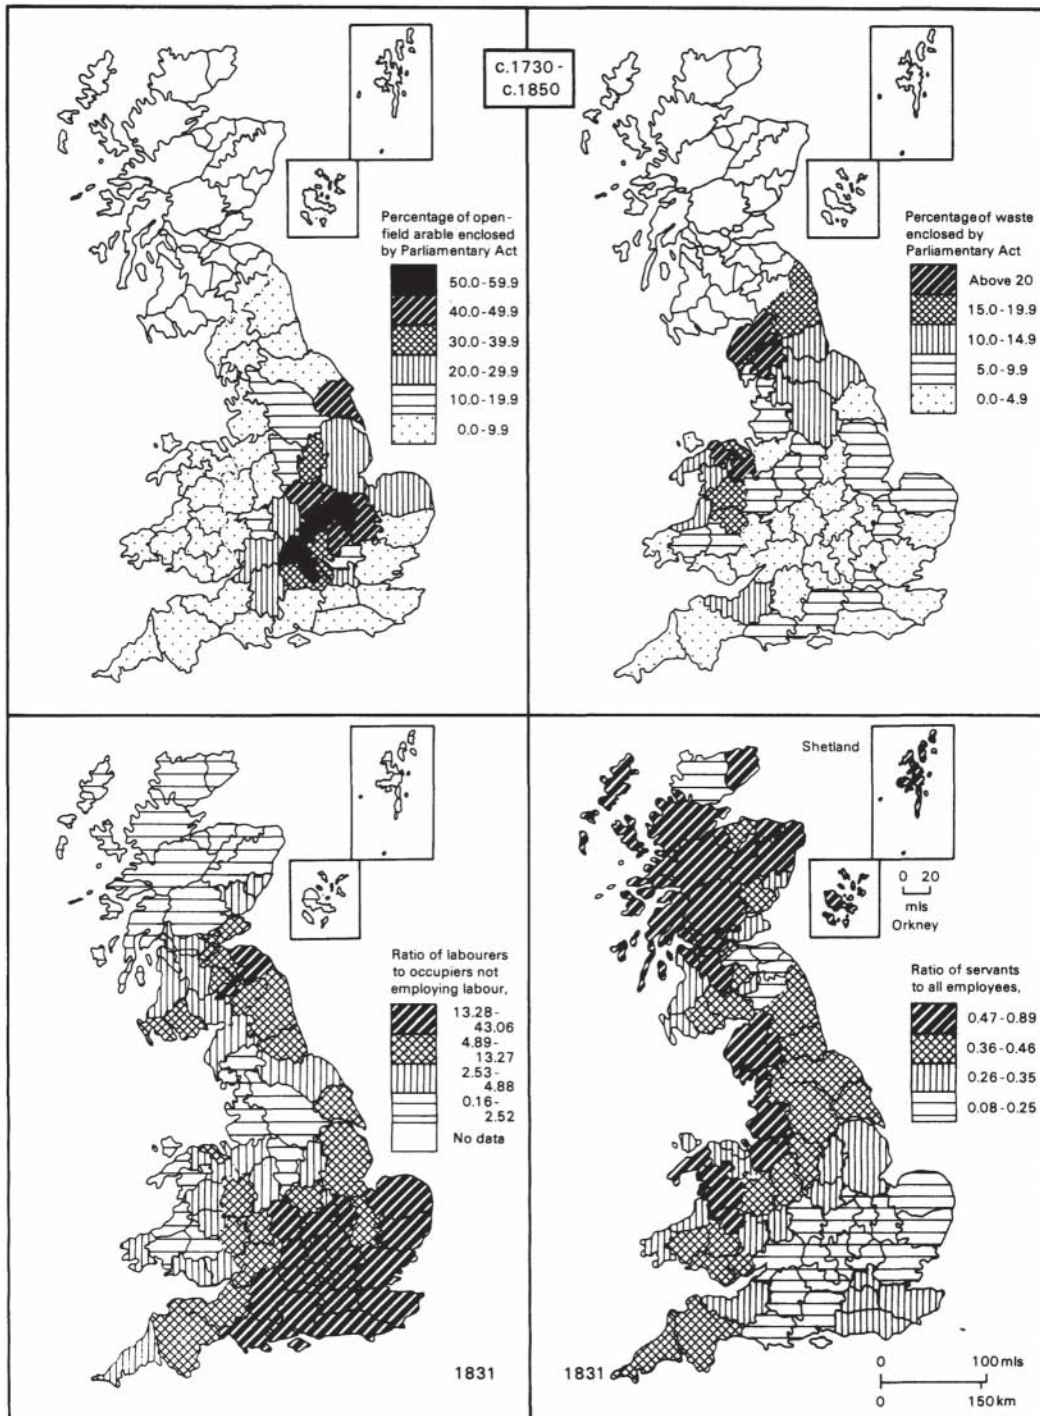 c.1730 -
c.1850
Percentage of open-
field arable enclosed
by Parliamentary Act
50.0-59.9
40.0-49.9
30.0-39.9
20.0-29.9
10.0-19.9
0.0-9.9
Percentage of waste
enclosed by
Parliamentary Act
Above 20
15.0-19.9
10.0-14.9
5.0-9.9
0.0-4.9
Ratio of labourers
to occupiers not
employing labour,
13.28-
43.06
4.89-
13.27
2.53-
4.88
0.16-
2.52
No data
1831
Shetland
0 20
mls
Orkney
Ratio of servants
to all employees,
0.47-0.89
0.36-0.46
0.26-0.35
0.08-0.25
1831
0 100 mls
0 150 km